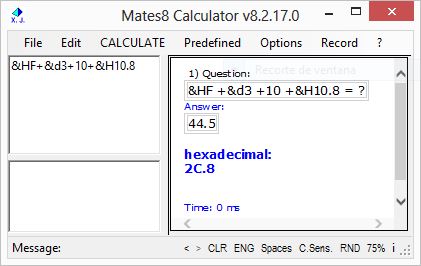 X. J.
Mates8 Calculator v8.2.17.0
File Edit CALCULATE Predefined Options Record ?
&HF+&d3+10+&H10.8
1) Question:
Recorte de ventana
&HF +&d3 +10 +&H10.8 = ?
Answer:
44.5
hexadecimal:
2C.8
Time: 0 ms
Message: < > CLR ENG Spaces C.Sens. RND 75% i